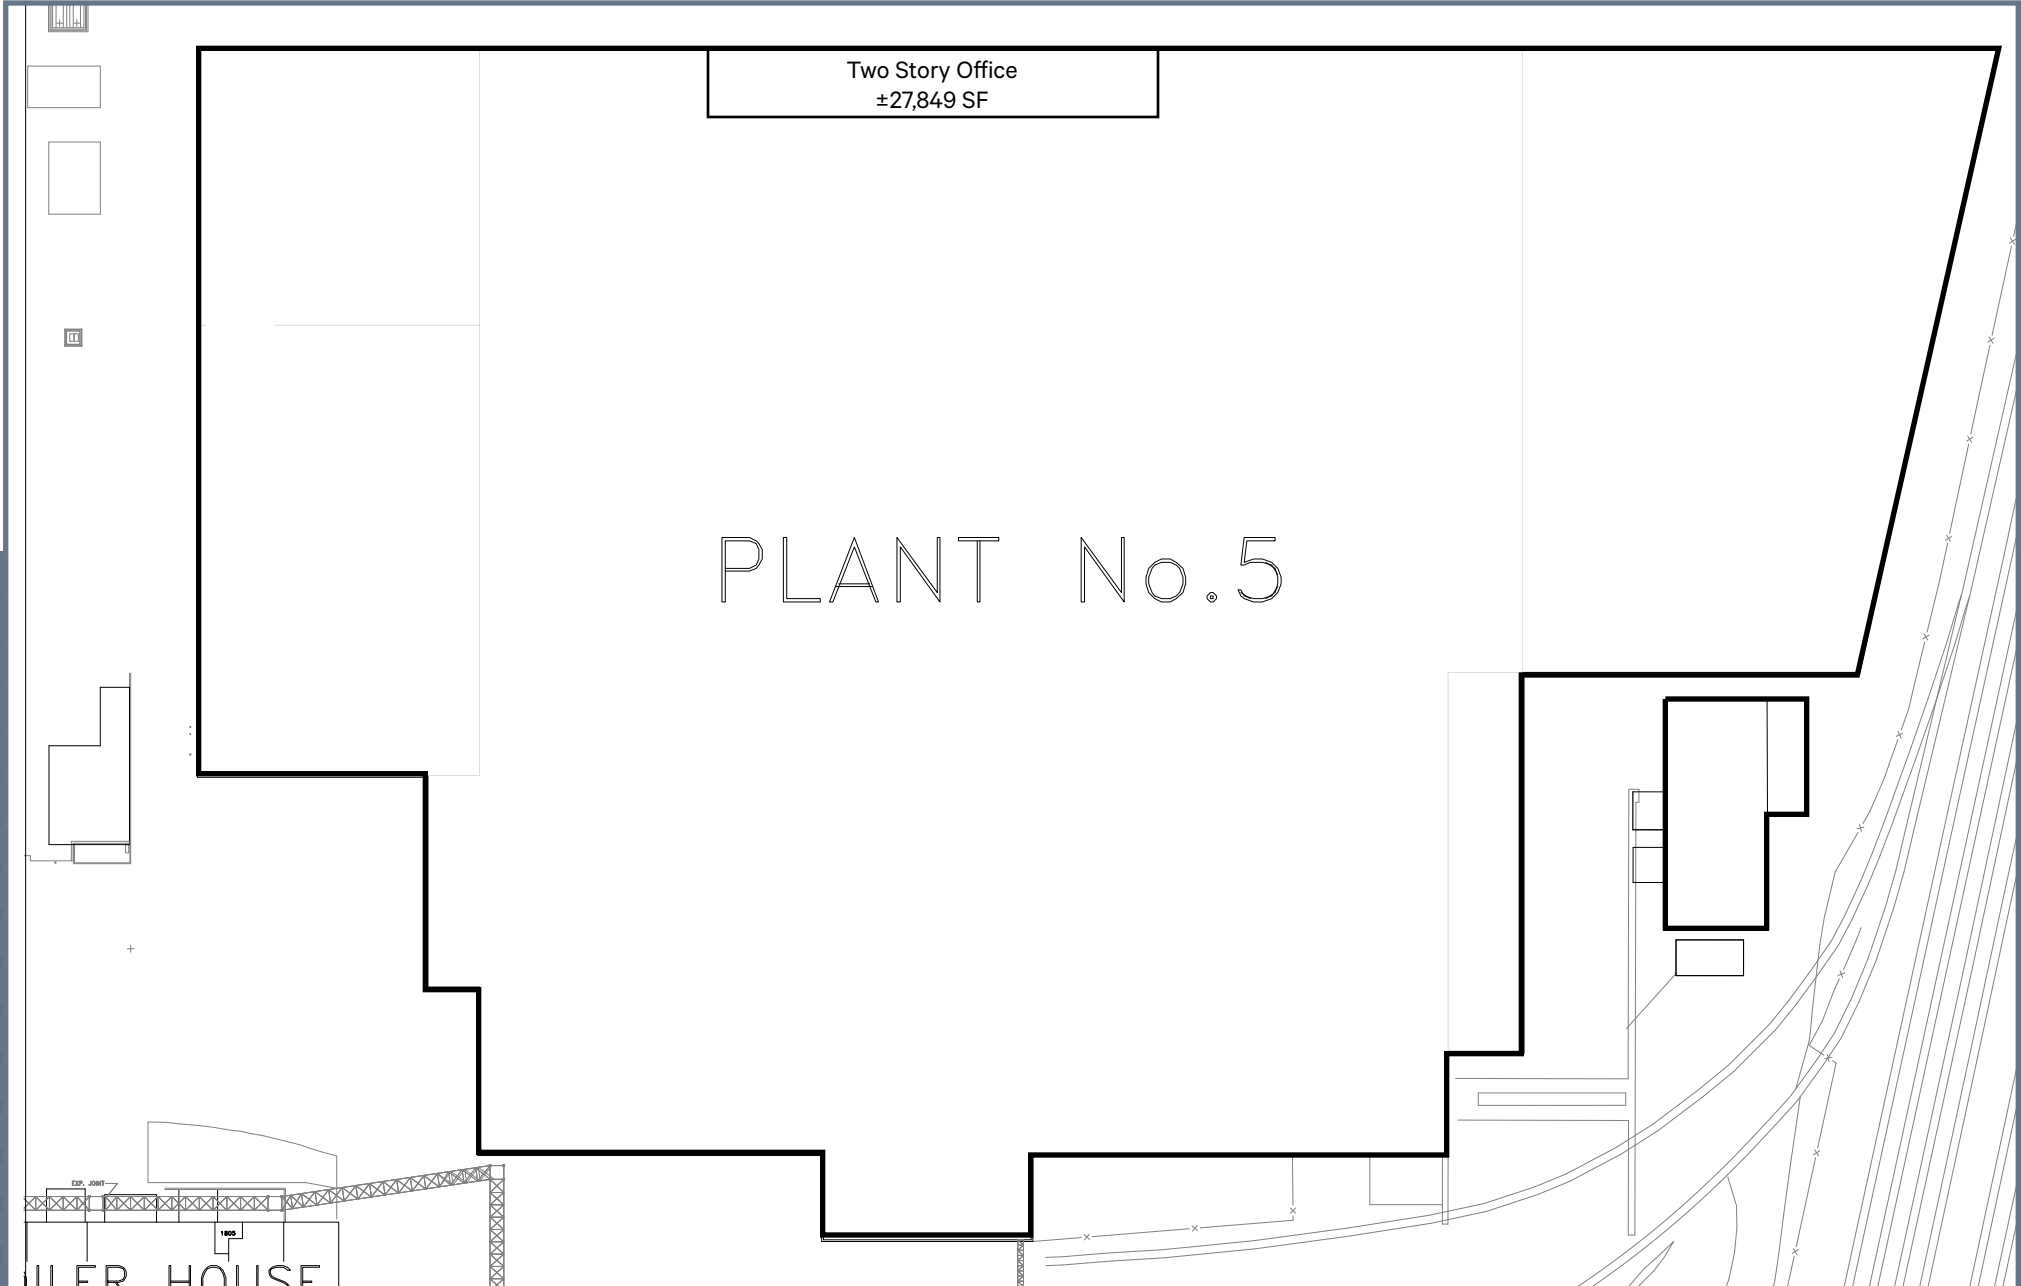 Two Story Office
±27,849 SF
PLANT No.5
EXP. JOINT
1805
ILER HOUSE